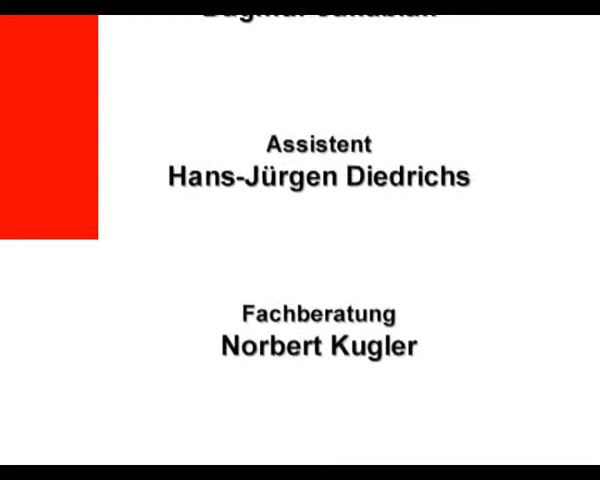 Assistent
Hans-Jürgen Diedrichs
Fachberatung
Norbert Kugler